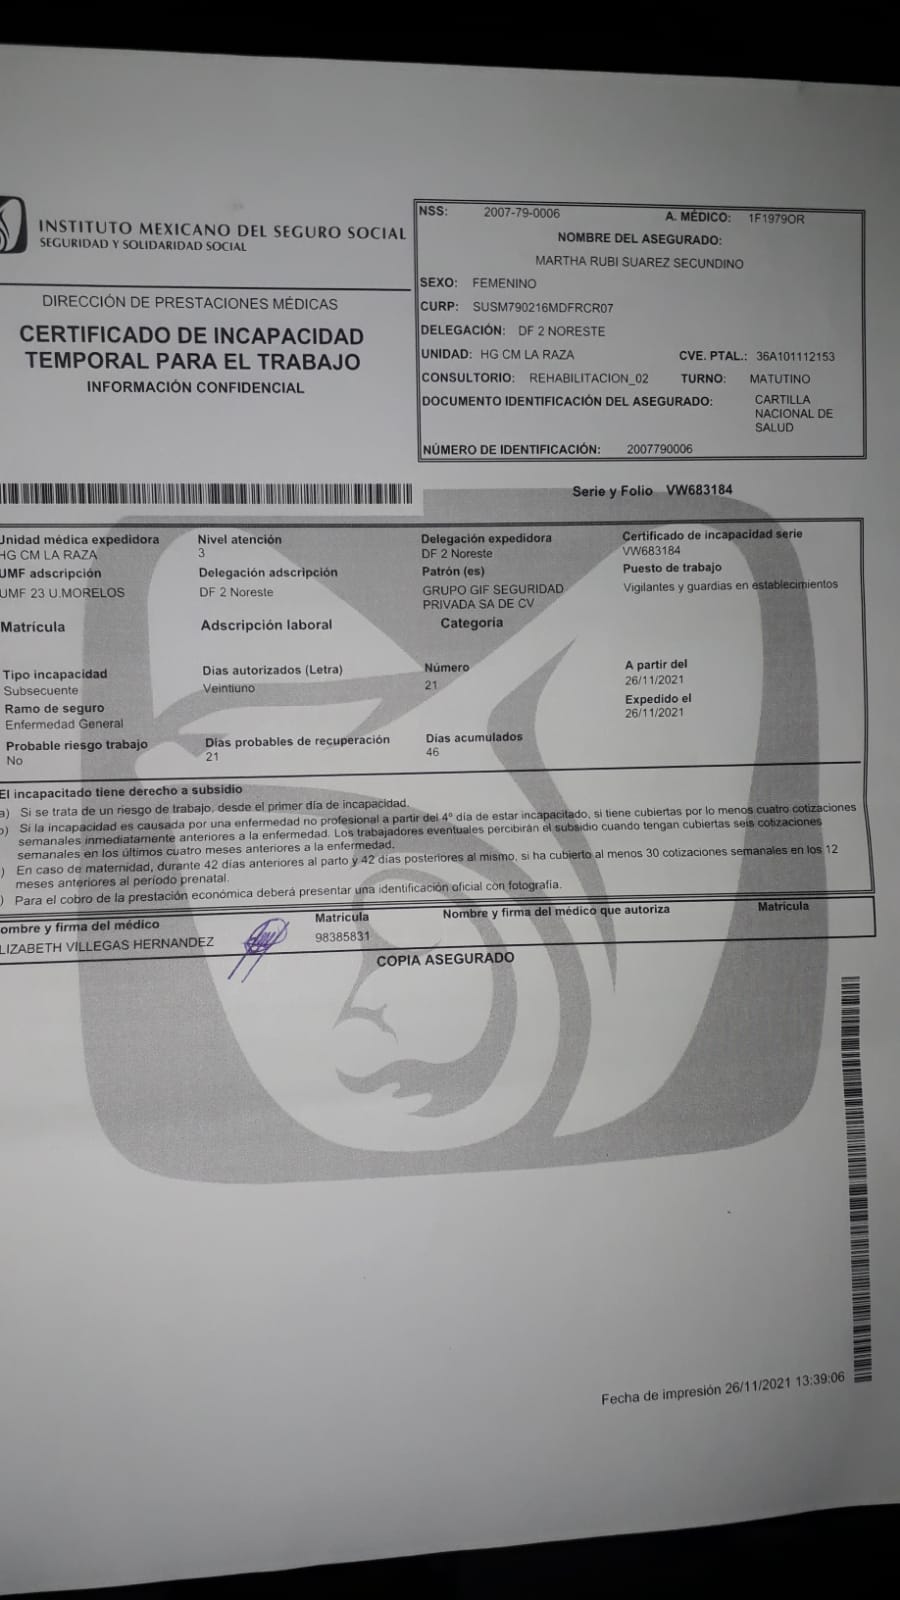 INSTITUTO MEXICANO DEL SEGURO SOCIAL
SEGURIDAD Y SOLIDARIDAD SOCIAL
DIRECCIÓN DE PRESTACIONES MÉDICAS
CERTIFICADO DE INCAPACIDAD
TEMPORAL PARA EL TRABAJO
INFORMACIÓN CONFIDENCIAL
NSS: 2007-79-0006 A. MÉDICO: 1F1979OR
NOMBRE DEL ASEGURADO:
MARTHA RUBI SUAREZ SECUNDINO
SEXO: FEMENINO
CURP: SUSM790216MDFRCR07
DELEGACIÓN: DF 2 NORESTE
UNIDAD: HG CM LA RAZA CVE. PTAL.: 36A101112153
CONSULTORIO: REHABILITACION_02 TURNO: MATUTINO
DOCUMENTO IDENTIFICACIÓN DEL ASEGURADO: CARTILLA
NACIONAL DE
SALUD
NÚMERO DE IDENTIFICACIÓN: 2007790006
Serie y Folio VW683184
Unidad médica expedidora Nivel atención Delegación expedidora Certificado de incapacidad serie
HG CM LA RAZA 3 DF 2 Noreste VW683184
UMF adscripción Delegación adscripción Patrón (es) Puesto de trabajo
UMF 23 U.MORELOS DF 2 Noreste GRUPO GIF SEGURIDAD Vigilantes y guardias en establecimientos
PRIVADA SA DE CV
Matrícula Adscripción laboral Categoría
Tipo incapacidad Días autorizados (Letra) Número A partir del
Subsecuente Veintiuno 21 26/11/2021
Ramo de seguro Expedido el
Enfermedad General 26/11/2021
Probable riesgo trabajo Días probables de recuperación Días acumulados
No 21 46
El incapacitado tiene derecho a subsidio
a) Si se trata de un riesgo de trabajo, desde el primer día de incapacidad.
) Si la incapacidad es causada por una enfermedad no profesional a partir del 4º día de estar incapacitado, si tiene cubiertas por lo menos cuatro cotizaciones
semanales inmediatamente anteriores a la enfermedad. Los trabajadores eventuales percibirán el subsidio cuando tengan cubiertas seis cotizaciones
semanales en los últimos cuatro meses anteriores a la enfermedad.
) En caso de maternidad, durante 42 días anteriores al parto y 42 días posteriores al mismo, si ha cubierto al menos 30 cotizaciones semanales en los 12
meses anteriores al período prenatal.
) Para el cobro de la prestación económica deberá presentar una identificación oficial con fotografía.
ombre y firma del médico Matrícula Nombre y firma del médico que autoriza Matrícula
LIZABETH VILLEGAS HERNANDEZ 98385831
COPIA ASEGURADO
Fecha de impresión 26/11/2021 13:39:06